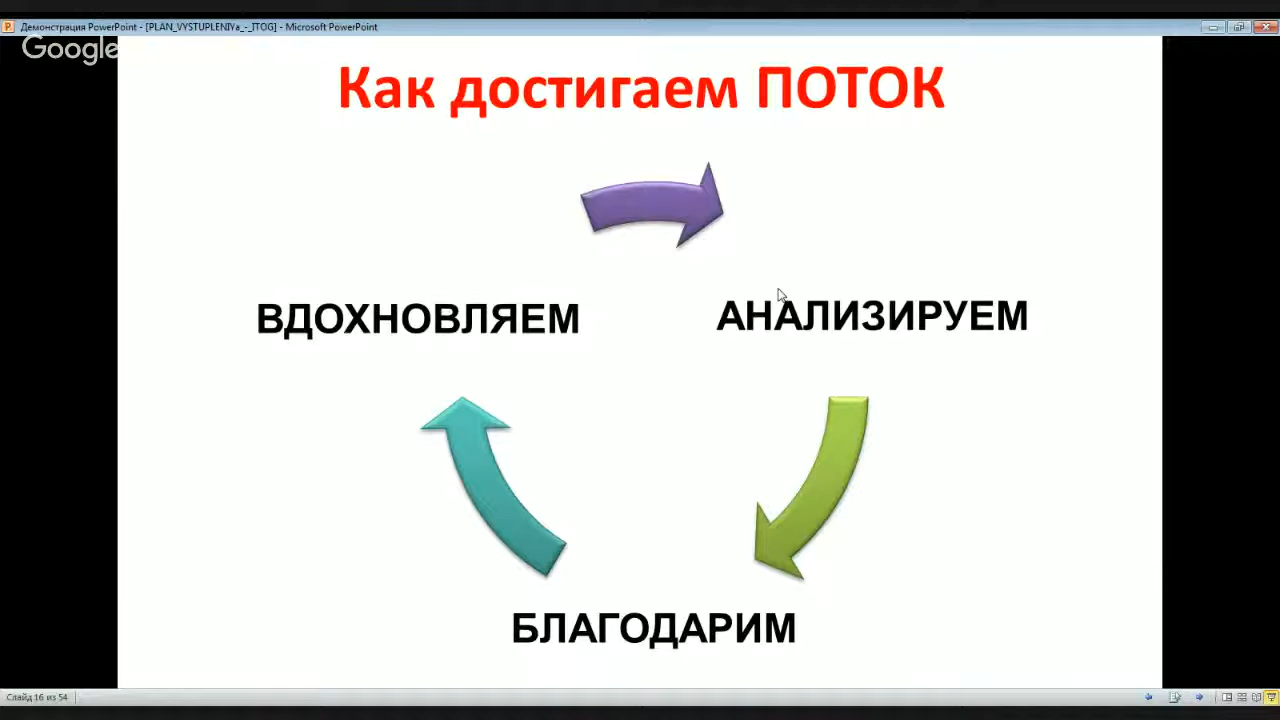 Демонстрация PowerPoint - [PLAN_VYSTUPLENIYa_-_ITOG] - Microsoft PowerPoint
Google
Как достигаем ПОТОК
ВДОХНОВЛЯЕМ
АНАЛИЗИРУЕМ
БЛАГОДАРИМ
Слайд 16 из 54